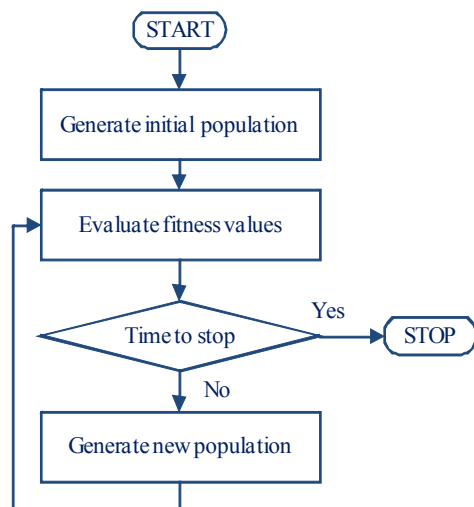 START
Generate initial population
Evaluate fitness values
Time to stop
Yes
STOP
No
Generate new population